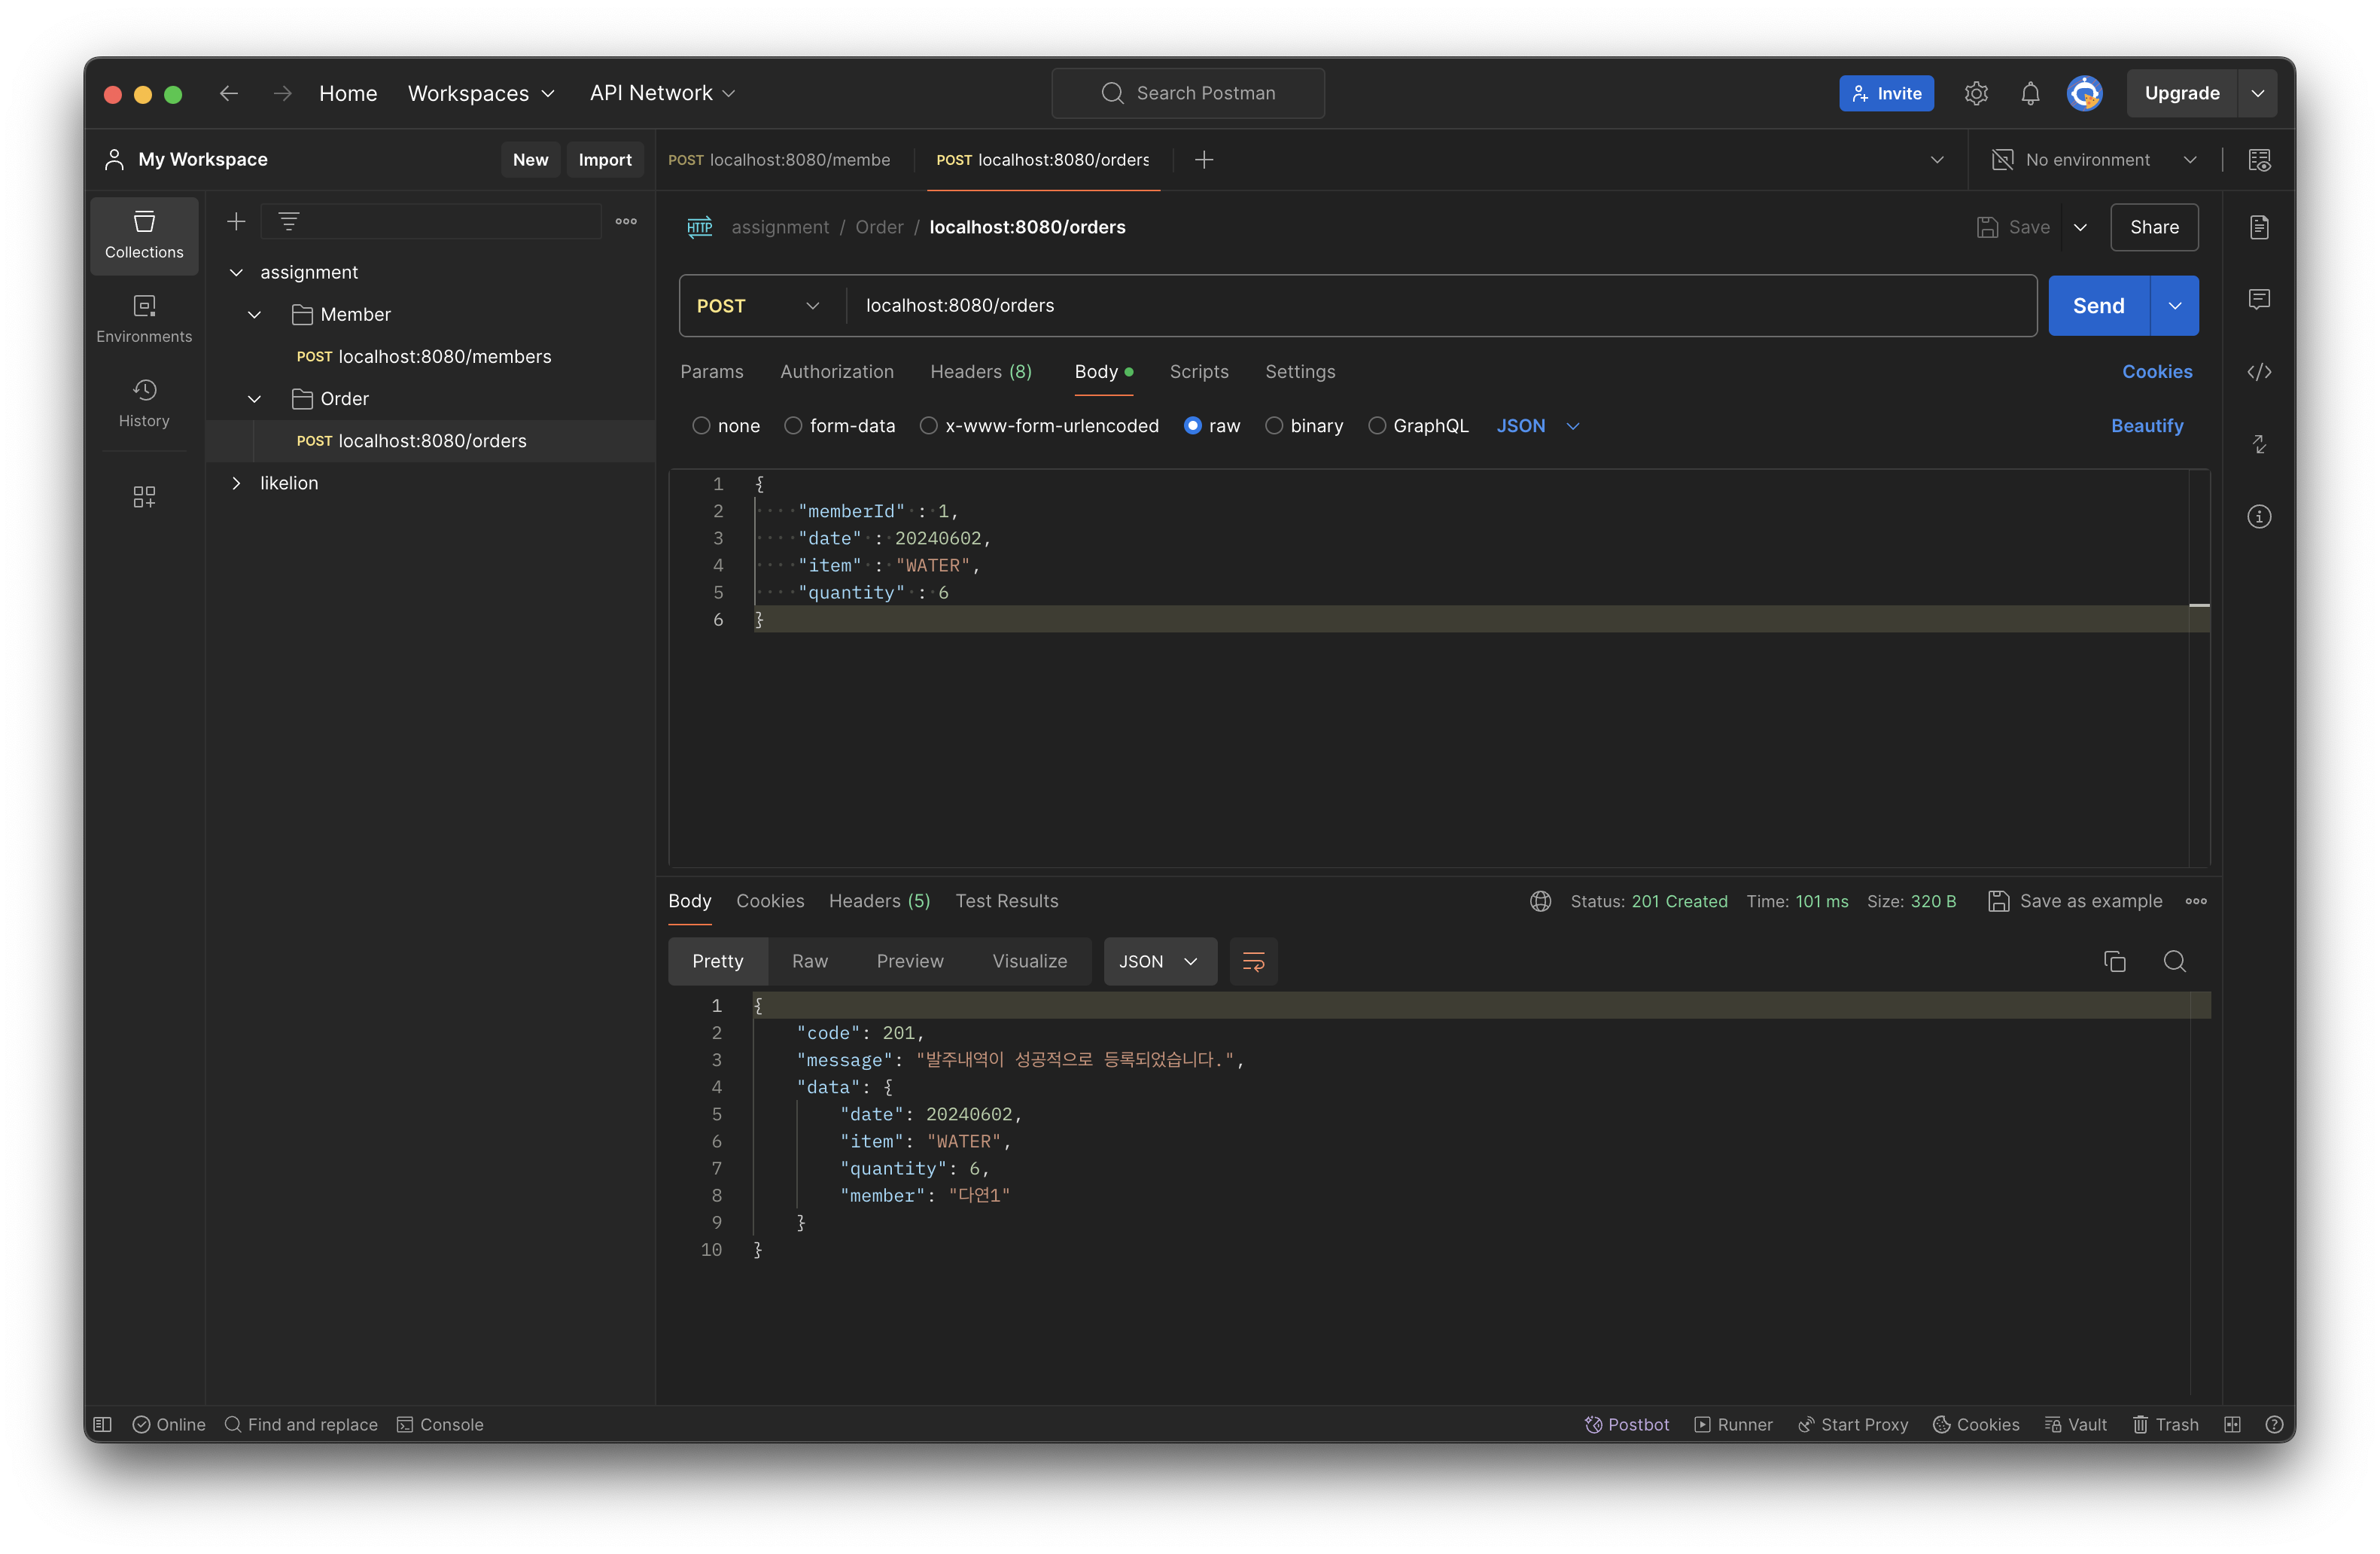 Home Workspaces API Network Search Postman Invite Upgrade
My Workspace New Import POST localhost:8080/membe POST localhost:8080/orders No environment
Collections
Environments
History
assignment
Member
POST localhost:8080/members
Order
POST localhost:8080/orders
likelion
HTTP assignment / Order / localhost:8080/orders Save Share
POST localhost:8080/orders Send
Params Authorization Headers (8) Body Scripts Settings Cookies
none form-data x-www-form-urlencoded raw binary GraphQL JSON Beautify
1 {
2 "memberId" : 1,
3 "date" : 20240602,
4 "item" : "WATER",
5 "quantity" : 6
6 }
Body Cookies Headers (5) Test Results Status: 201 Created Time: 101 ms Size: 320 B Save as example
Pretty Raw Preview Visualize JSON
1 {
2 "code": 201,
3 "message": "발주내역이 성공적으로 등록되었습니다.",
4 "data": {
5 "date": 20240602,
6 "item": "WATER",
7 "quantity": 6,
8 "member": "다연1"
9 }
10 }
Online Find and replace Console Postbot Runner Start Proxy Cookies Vault Trash